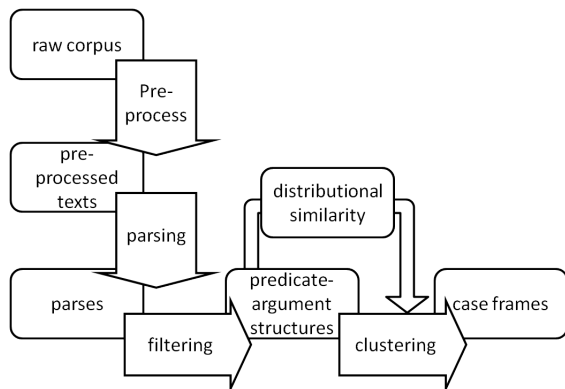 raw corpus
Pre-
process
pre-
processed
texts
parsing
distributional
similarity
parses
filtering
predicate-
argument
structures
clustering
case frames